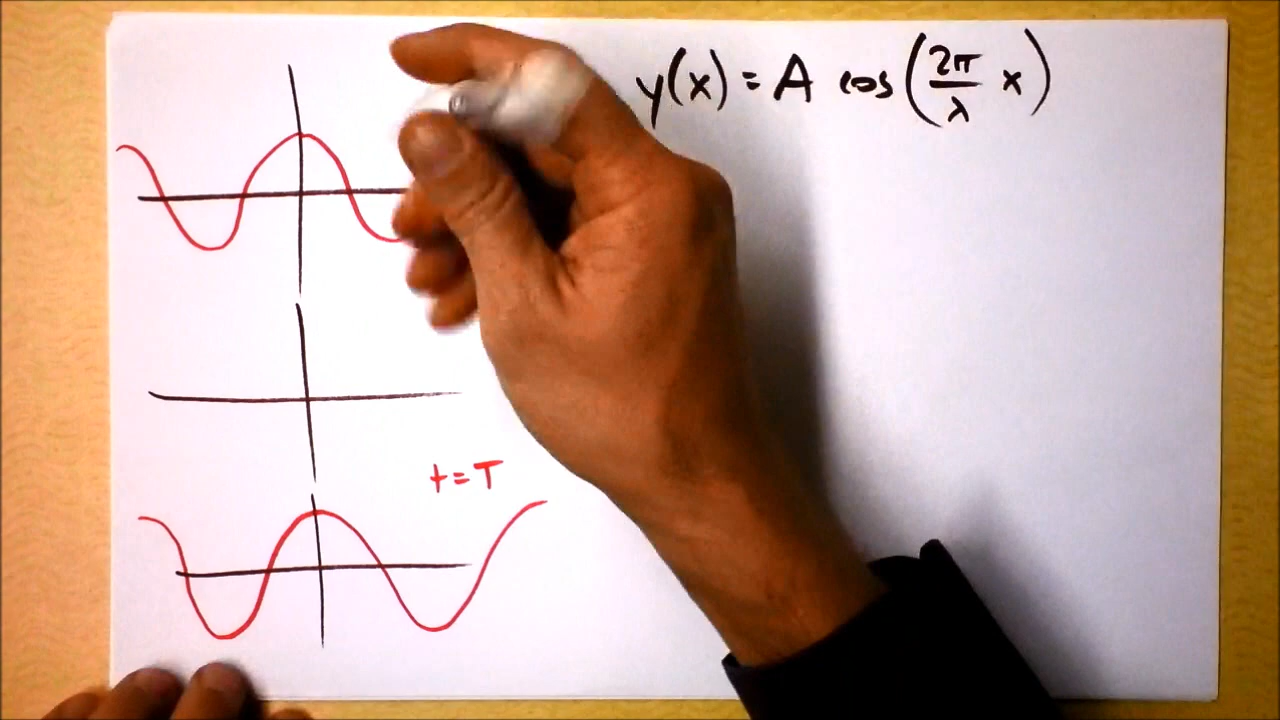 y(x) = A cos(2π/λ x)
t=T